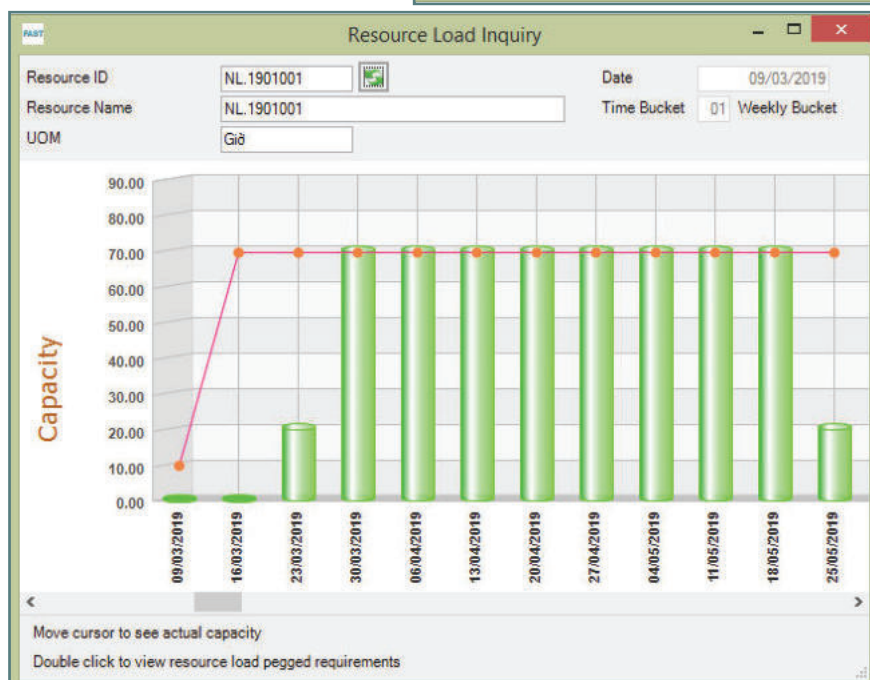 FAST
Resource Load Inquiry
Resource ID NL.1901001 Date 09/03/2019
Resource Name NL.1901001 Time Bucket 01 Weekly Bucket
UOM Giờ
90.00
80.00
70.00
60.00
50.00
40.00
30.00
20.00
10.00
0.00
Capacity
09/03/2019
16/03/2019
23/03/2019
30/03/2019
06/04/2019
13/04/2019
20/04/2019
27/04/2019
04/05/2019
11/05/2019
18/05/2019
25/05/2019
Move cursor to see actual capacity
Double click to view resource load pegged requirements